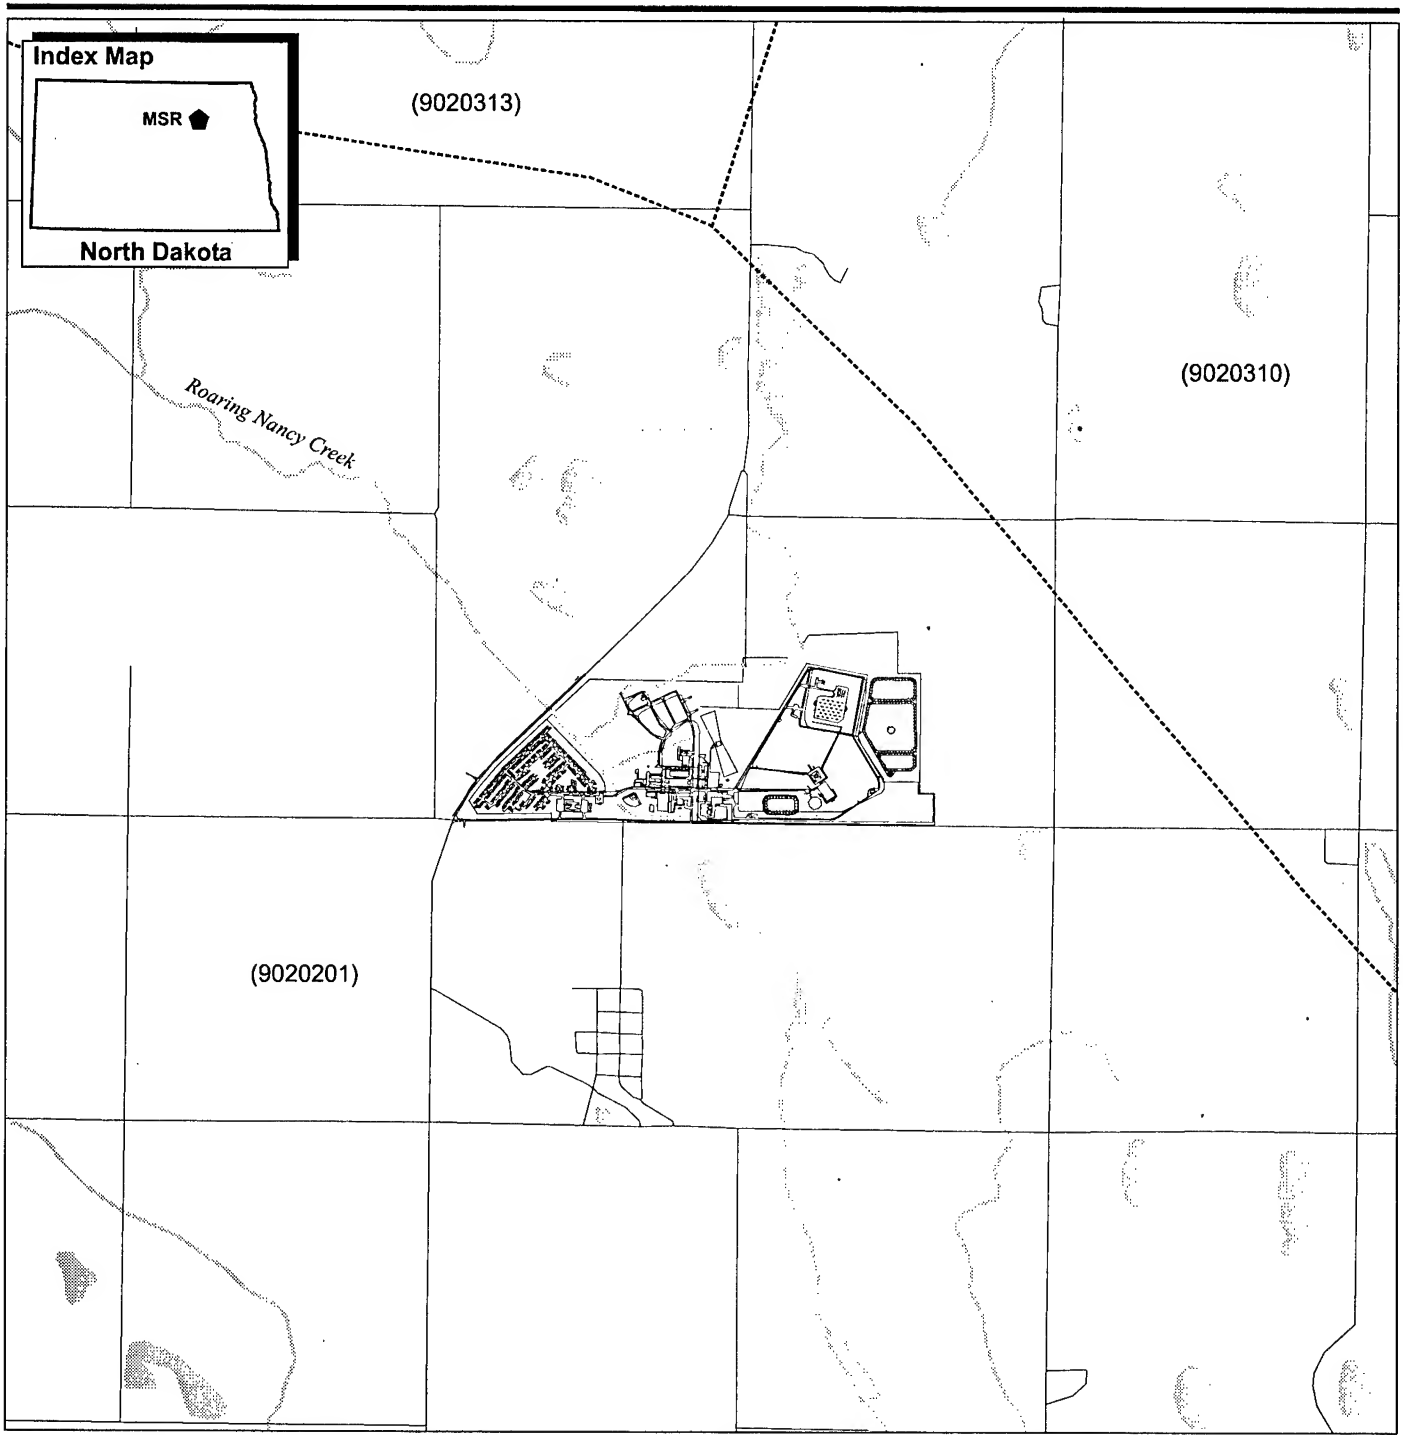 Index Map
(9020313)
MSR
North Dakota
(9020310)
Roaring Nancy Creek
(9020201)